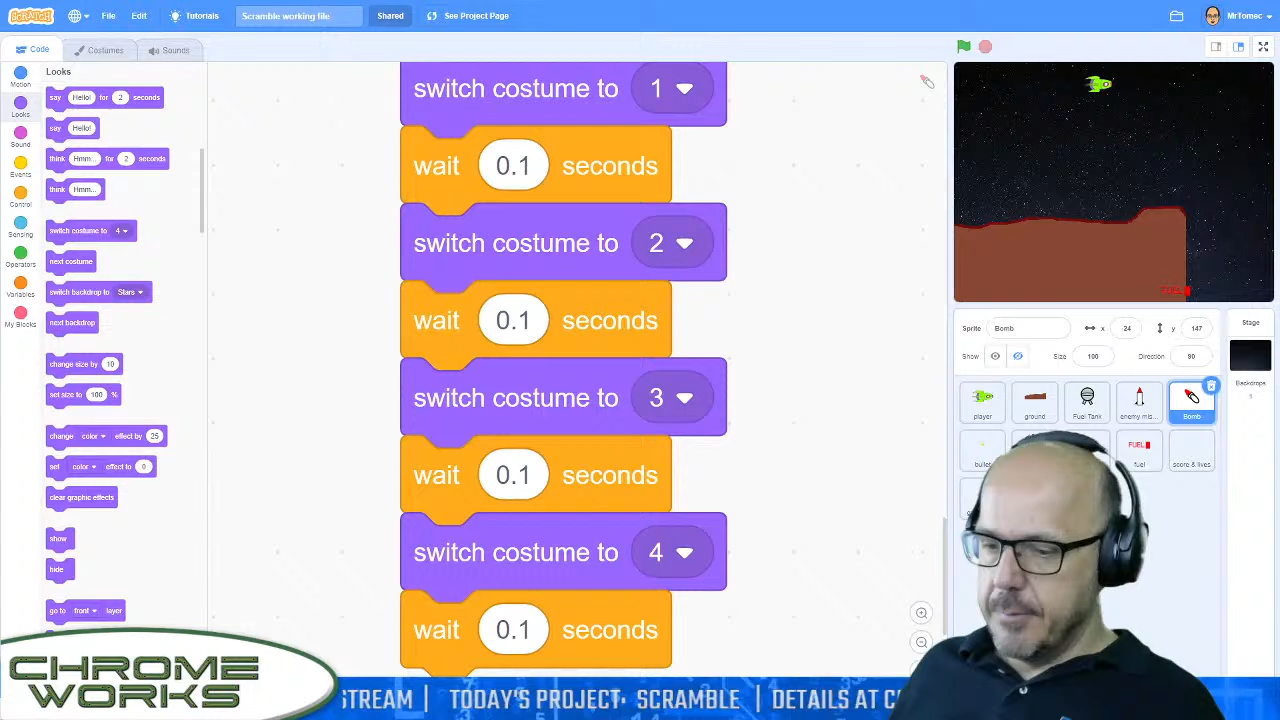 SCRATCH File Edit Tutorials Scramble working file Shared See Project Page MrTomec
Code Costumes Sounds
Motion
Looks
Sound
Events
Control
Sensing
Operators
Variables
My Blocks
Looks
say Hello! for 2 seconds
say Hello!
think Hmm... for 2 seconds
think Hmm...
switch costume to 4
next costume
switch backdrop to Stars
next backdrop
change size by 10
set size to 100 %
change color effect by 25
set color effect to 0
clear graphic effects
show
hide
go to front layer
switch costume to 1
wait 0.1 seconds
switch costume to 2
wait 0.1 seconds
switch costume to 3
wait 0.1 seconds
switch costume to 4
wait 0.1 seconds
FUEL
Sprite Bomb x -24 y 147
Show Size 100 Direction 90
player ground Fuel Tank enemy mis... Bomb
bullet fuel score & lives
FUEL
Stage
Backdrops
1
CHROME
WORKS
STREAM | TODAY'S PROJECT: SCRAMBLE | DETAILS AT C